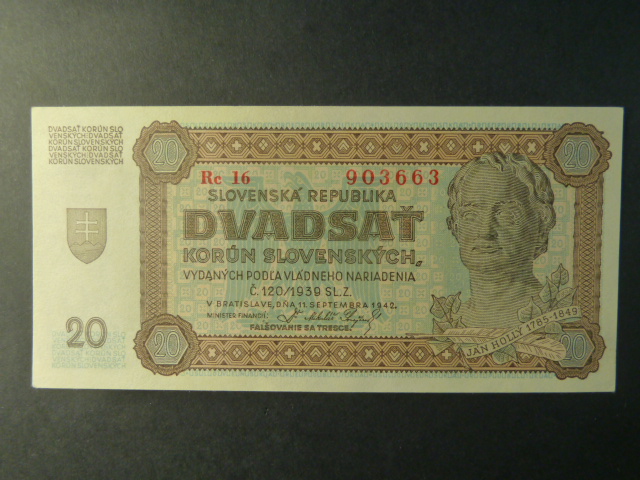 DVADSAŤ KORÚN SLO
VENSKÝCH/DVADSAŤ
KORÚN SLOVENSKÝCH
DVADSAŤ KORÚN SLO
VENSKÝCH/DVADSAŤ
KORÚN SLOVENSKÝCH
20
20
Rc 16 903663
SLOVENSKÁ REPUBLIKA
DVADSAŤ
KORÚN SLOVENSKÝCH,
VYDANÝCH PODĽA VLÁDNEHO NARIADENIA
Č. 120/1939 SL. Z.
V BRATISLAVE, DŇA 11. SEPTEMBRA 1942.
MINISTER FINANCIÍ:
FALŠOVANIE SA TRESCE.
20
20
20
JÁN HOLLÝ 1785-1849